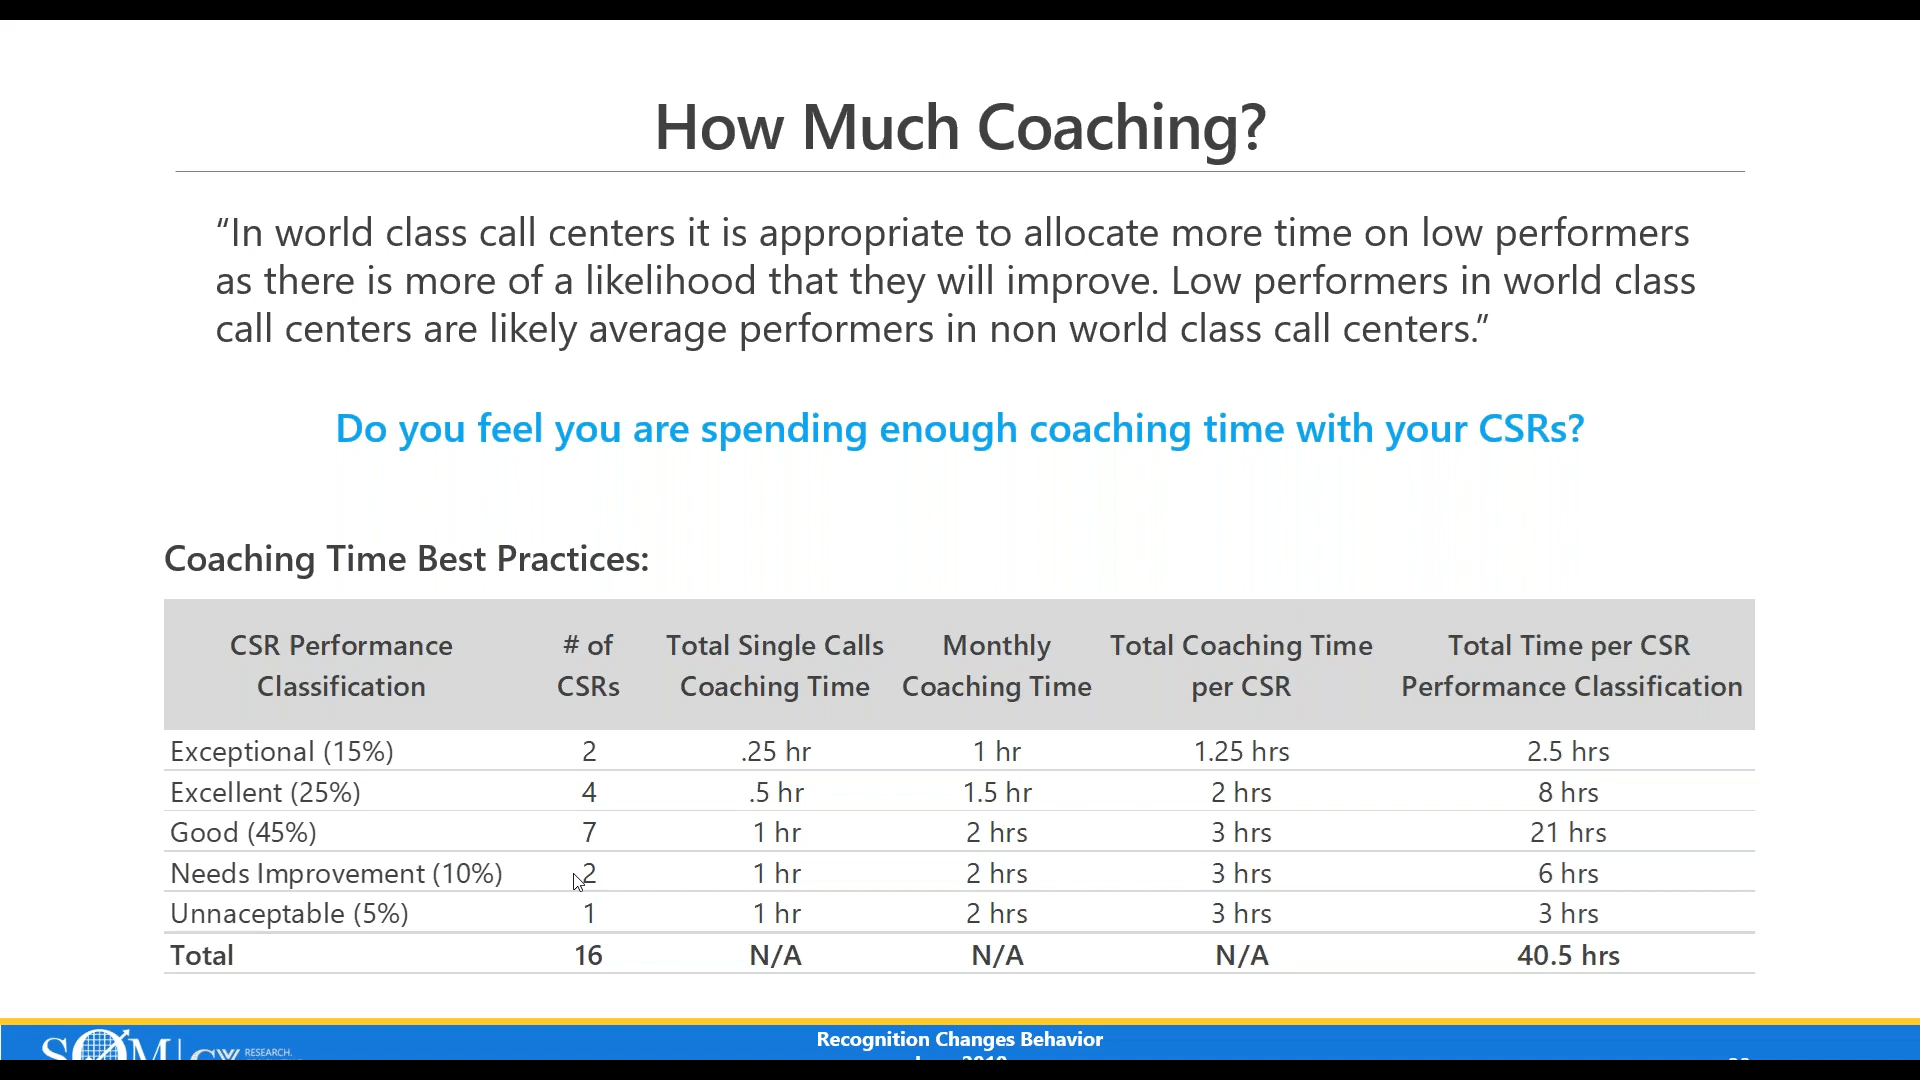 How Much Coaching?
“In world class call centers it is appropriate to allocate more time on low performers
as there is more of a likelihood that they will improve. Low performers in world class
call centers are likely average performers in non world class call centers.”
Do you feel you are spending enough coaching time with your CSRs?
Coaching Time Best Practices:
CSR Performance Classification # of CSRs Total Single Calls Coaching Time Monthly Coaching Time Total Coaching Time per CSR Total Time per CSR Performance Classification
Exceptional (15%) 2 .25 hr 1 hr 1.25 hrs 2.5 hrs
Excellent (25%) 4 .5 hr 1.5 hr 2 hrs 8 hrs
Good (45%) 7 1 hr 2 hrs 3 hrs 21 hrs
Needs Improvement (10%) 2 1 hr 2 hrs 3 hrs 6 hrs
Unnaceptable (5%) 1 1 hr 2 hrs 3 hrs 3 hrs
Total 16 N/A N/A N/A 40.5 hrs
SQM | CX RESEARCH.
Recognition Changes Behavior